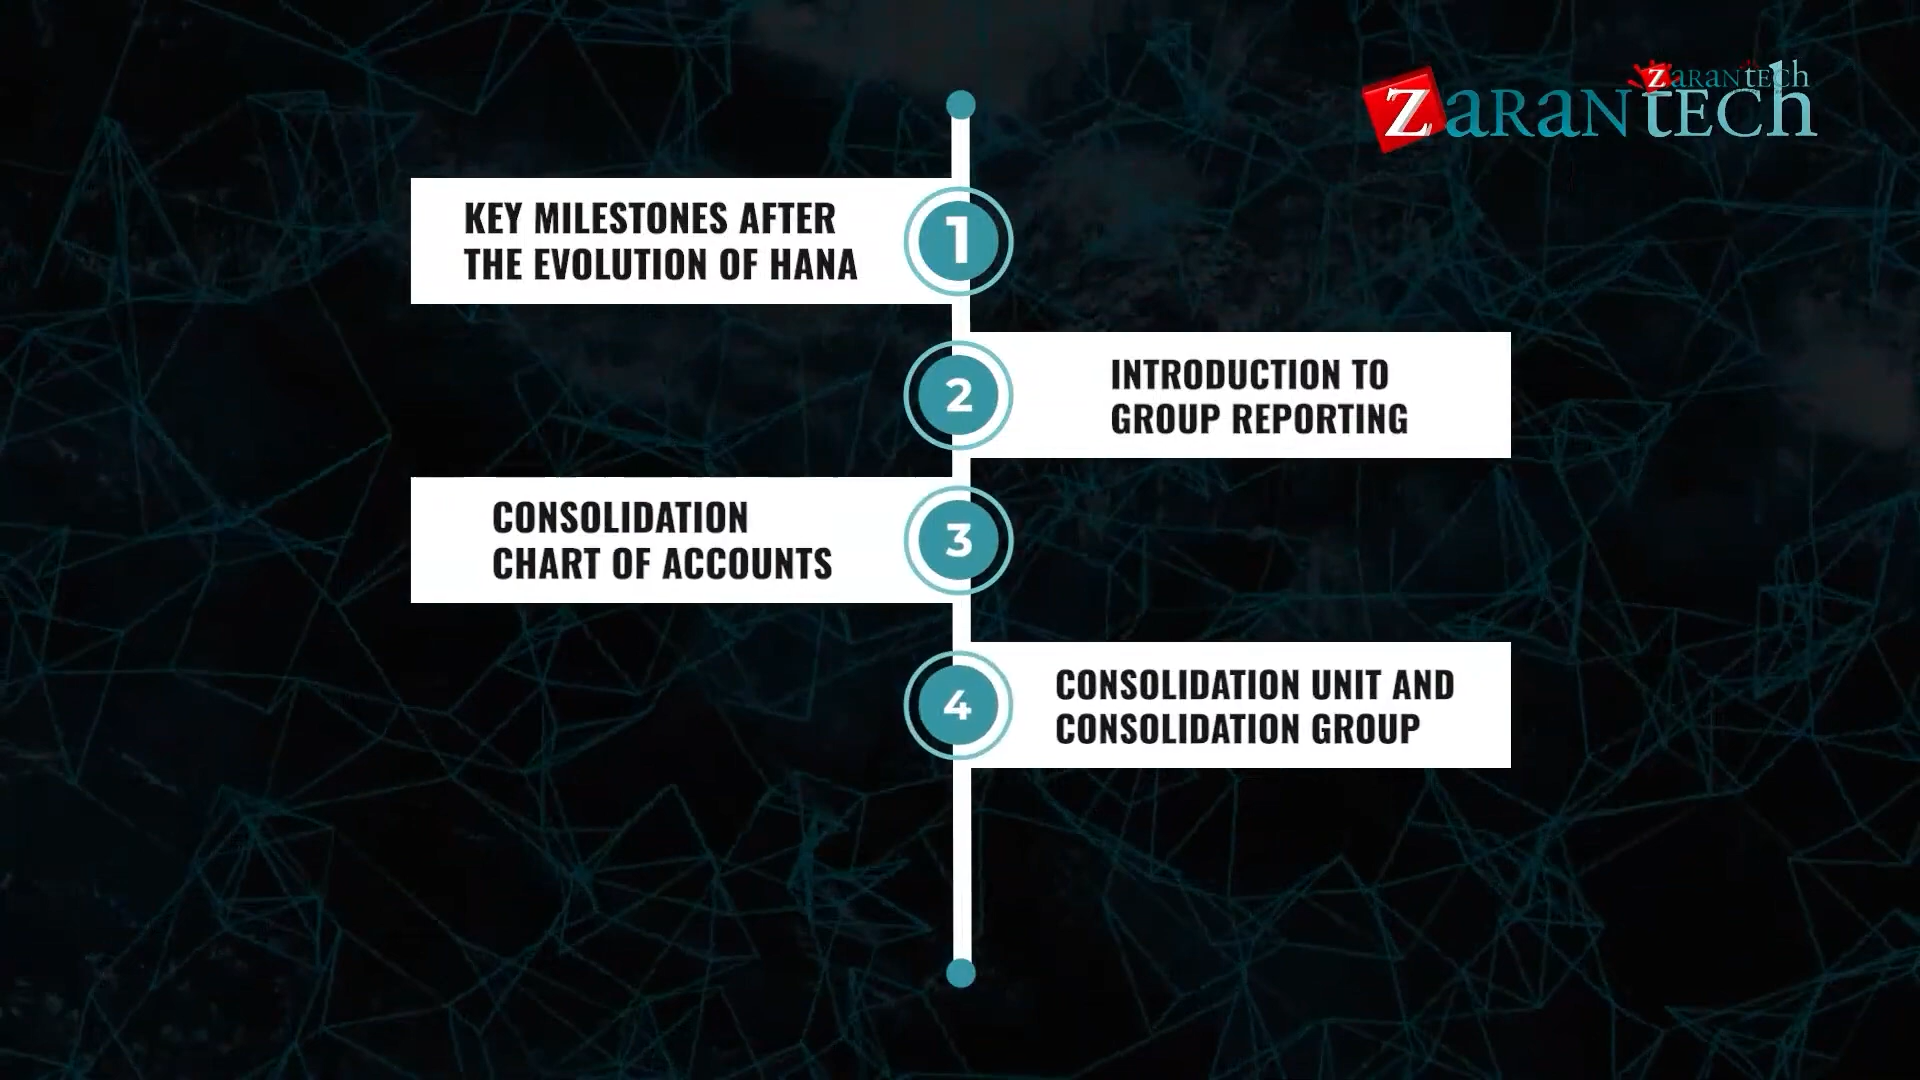 ZARANTECH
ZARANTECH
1
KEY MILESTONES AFTER
THE EVOLUTION OF HANA
2
INTRODUCTION TO
GROUP REPORTING
3
CONSOLIDATION
CHART OF ACCOUNTS
4
CONSOLIDATION UNIT AND
CONSOLIDATION GROUP